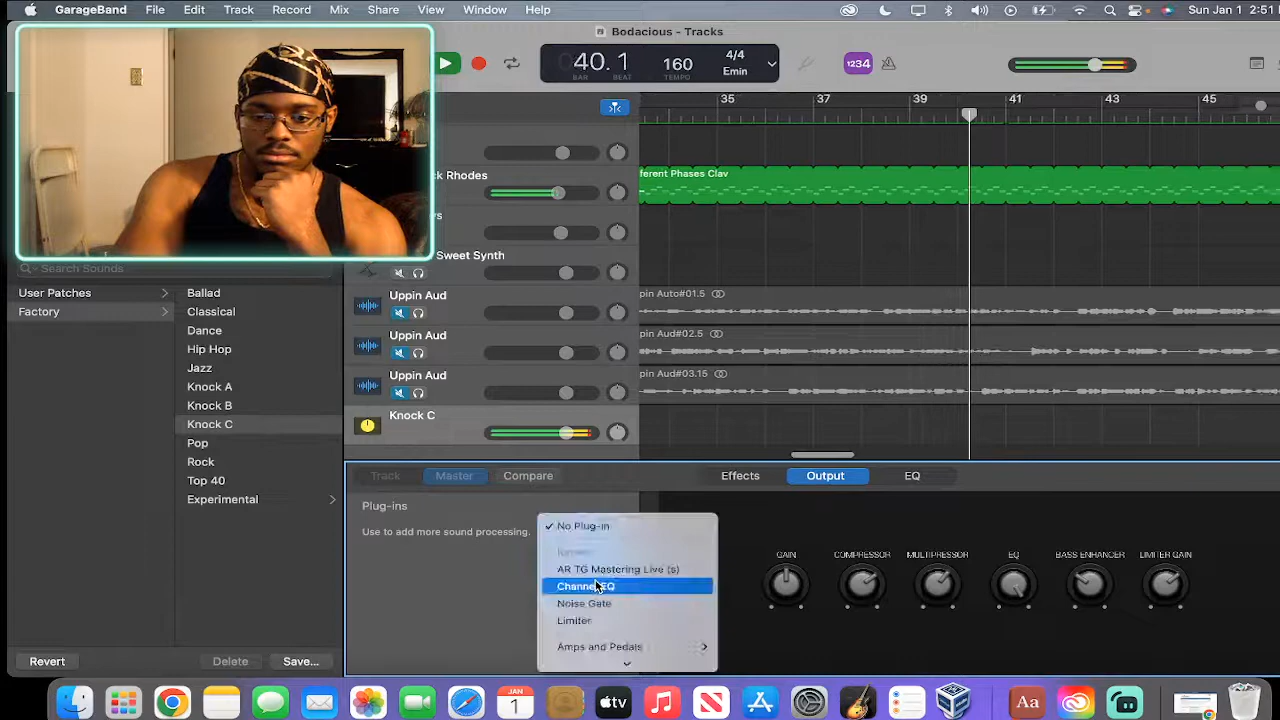 GarageBand File Edit Track Record Mix Share View Window Help
Sun Jan 1 2:51
Bodacious - Tracks
40.1
BAR BEAT
160
TEMPO
4/4
Emin
1234
35 37 39 41 43 45
k Rhodes
ferent Phases Clav
rs
Sweet Synth
Search Sounds
User Patches
Factory
Ballad
Classical
Dance
Hip Hop
Jazz
Knock A
Knock B
Knock C
Pop
Rock
Top 40
Experimental
Uppin Aud
pin Auto#01.5
Uppin Aud
pin Aud#02.5
Uppin Aud
pin Aud#03.15
Knock C
Track Master Compare
Effects Output EQ
Plug-ins
Use to add more sound processing.
No Plug-in
AR TG Mastering Live (s)
Channel EQ
Noise Gate
Limiter
Amps and Pedals
GAIN COMPRESSOR MULTIPRESSOR EQ BASS ENHANCER LIMITER GAIN
Revert Delete Save...
JAN
1
tv
N
Aa